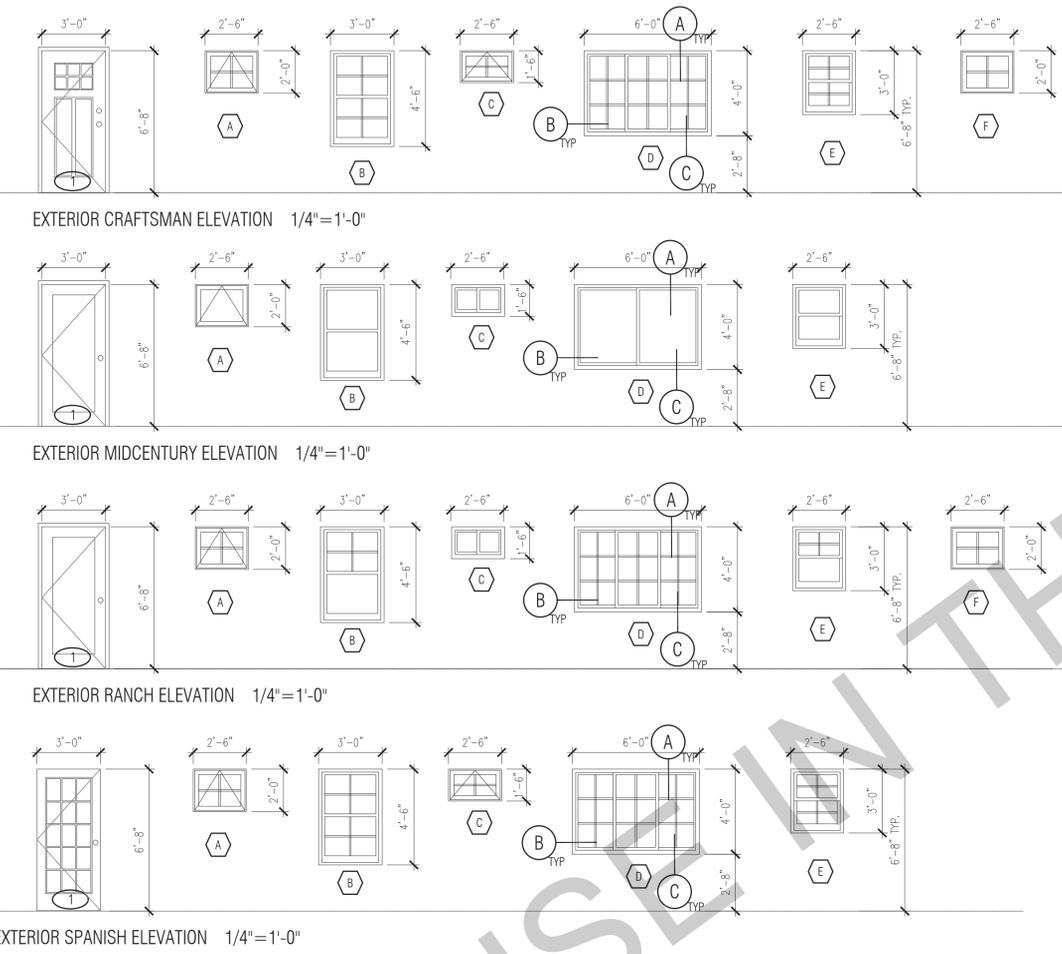 3'-0" 2'-6" 3'-0" 2'-6" 6'-0" A TYP 2'-6" 2'-6"
6'-8" 2'-0" 4'-6" 1'-6" 4'-0" 3'-0" 2'-0"
A B C B TYP D C TYP 2'-8" E 6'-8" TYP. F
1
EXTERIOR CRAFTSMAN ELEVATION 1/4"=1'-0"
3'-0" 2'-6" 3'-0" 2'-6" 6'-0" A TYP 2'-6"
6'-8" 2'-0" 4'-6" 1'-6" 4'-0" 3'-0"
A B C B TYP D C TYP 2'-8" E 6'-8" TYP.
1
EXTERIOR MIDCENTURY ELEVATION 1/4"=1'-0"
3'-0" 2'-6" 3'-0" 2'-6" 6'-0" A TYP 2'-6" 2'-6"
6'-8" 2'-0" 4'-6" 1'-6" 4'-0" 3'-0" 2'-0"
A B C B TYP D C TYP 2'-8" E 6'-8" TYP. F
1
EXTERIOR RANCH ELEVATION 1/4"=1'-0"
3'-0" 2'-6" 3'-0" 2'-6" 6'-0" A TYP 2'-6"
6'-8" 2'-0" 4'-6" 1'-6" 4'-0" 3'-0"
A B C B TYP D C TYP 2'-8" E 6'-8" TYP.
1
EXTERIOR SPANISH ELEVATION 1/4"=1'-0"
USE IN TH